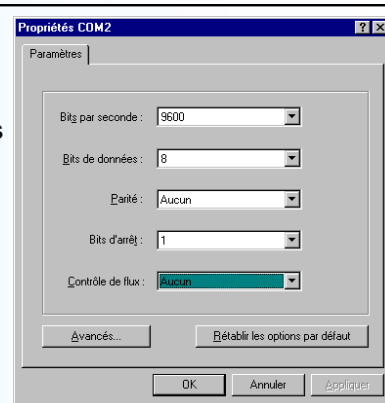 Propriétés COM2
Paramètres
Bits par seconde : 9600
s
Bits de données : 8
Parité : Aucun
Bits d'arrêt : 1
Contrôle de flux : Aucun
Avancés... Rétablir les options par défaut
OK Annuler Appliquer